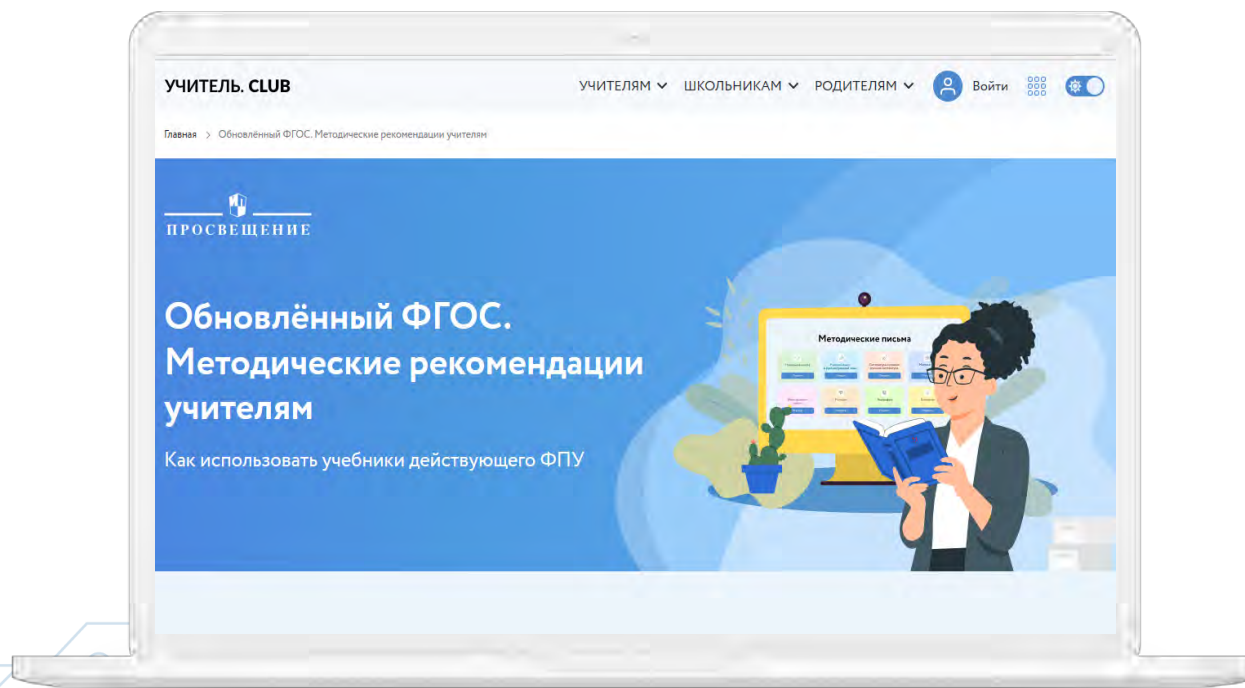 УЧИТЕЛЬ. CLUB
УЧИТЕЛЯМ ШКОЛЬНИКАМ РОДИТЕЛЯМ Войти
Главная > Обновлённый ФГОС. Методические рекомендации учителям
ПРОСВЕЩЕНИЕ
Обновлённый ФГОС.
Методические рекомендации
учителям
Как использовать учебники действующего ФПУ
Методические письма